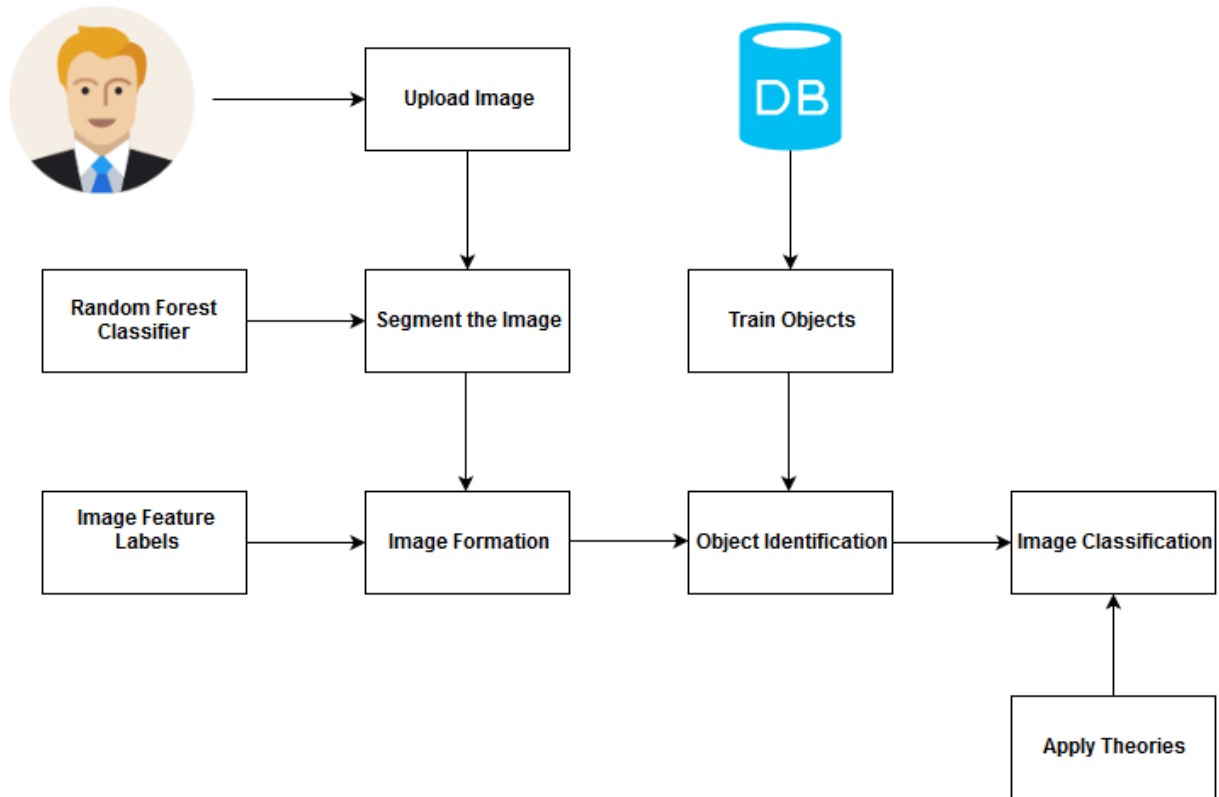 Upload Image
DB
Random Forest
Classifier
Segment the Image
Train Objects
Image Feature
Labels
Image Formation
Object Identification
Image Classification
Apply Theories